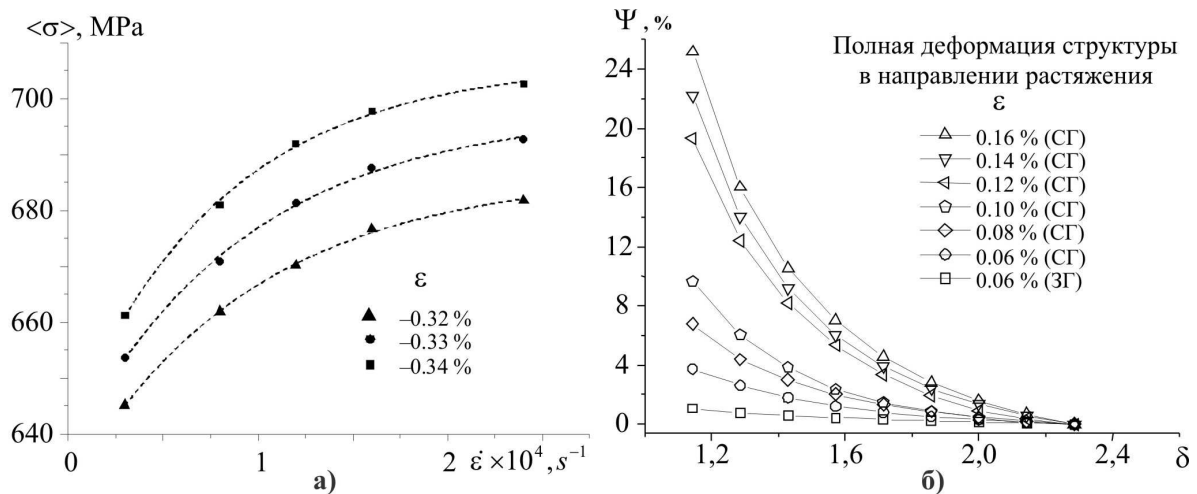 <σ>, MPa
700
680
660
640
0
1
2
ε̇×10⁴, s⁻¹
ε
–0.32 %
–0.33 %
–0.34 %
а)
Ψ, %
24
20
16
12
8
4
0
1,2
1,6
2,0
2,4
δ
Полная деформация структуры
в направлении растяжения
ε
0.16 % (СГ)
0.14 % (СГ)
0.12 % (СГ)
0.10 % (СГ)
0.08 % (СГ)
0.06 % (СГ)
0.06 % (ЗГ)
б)